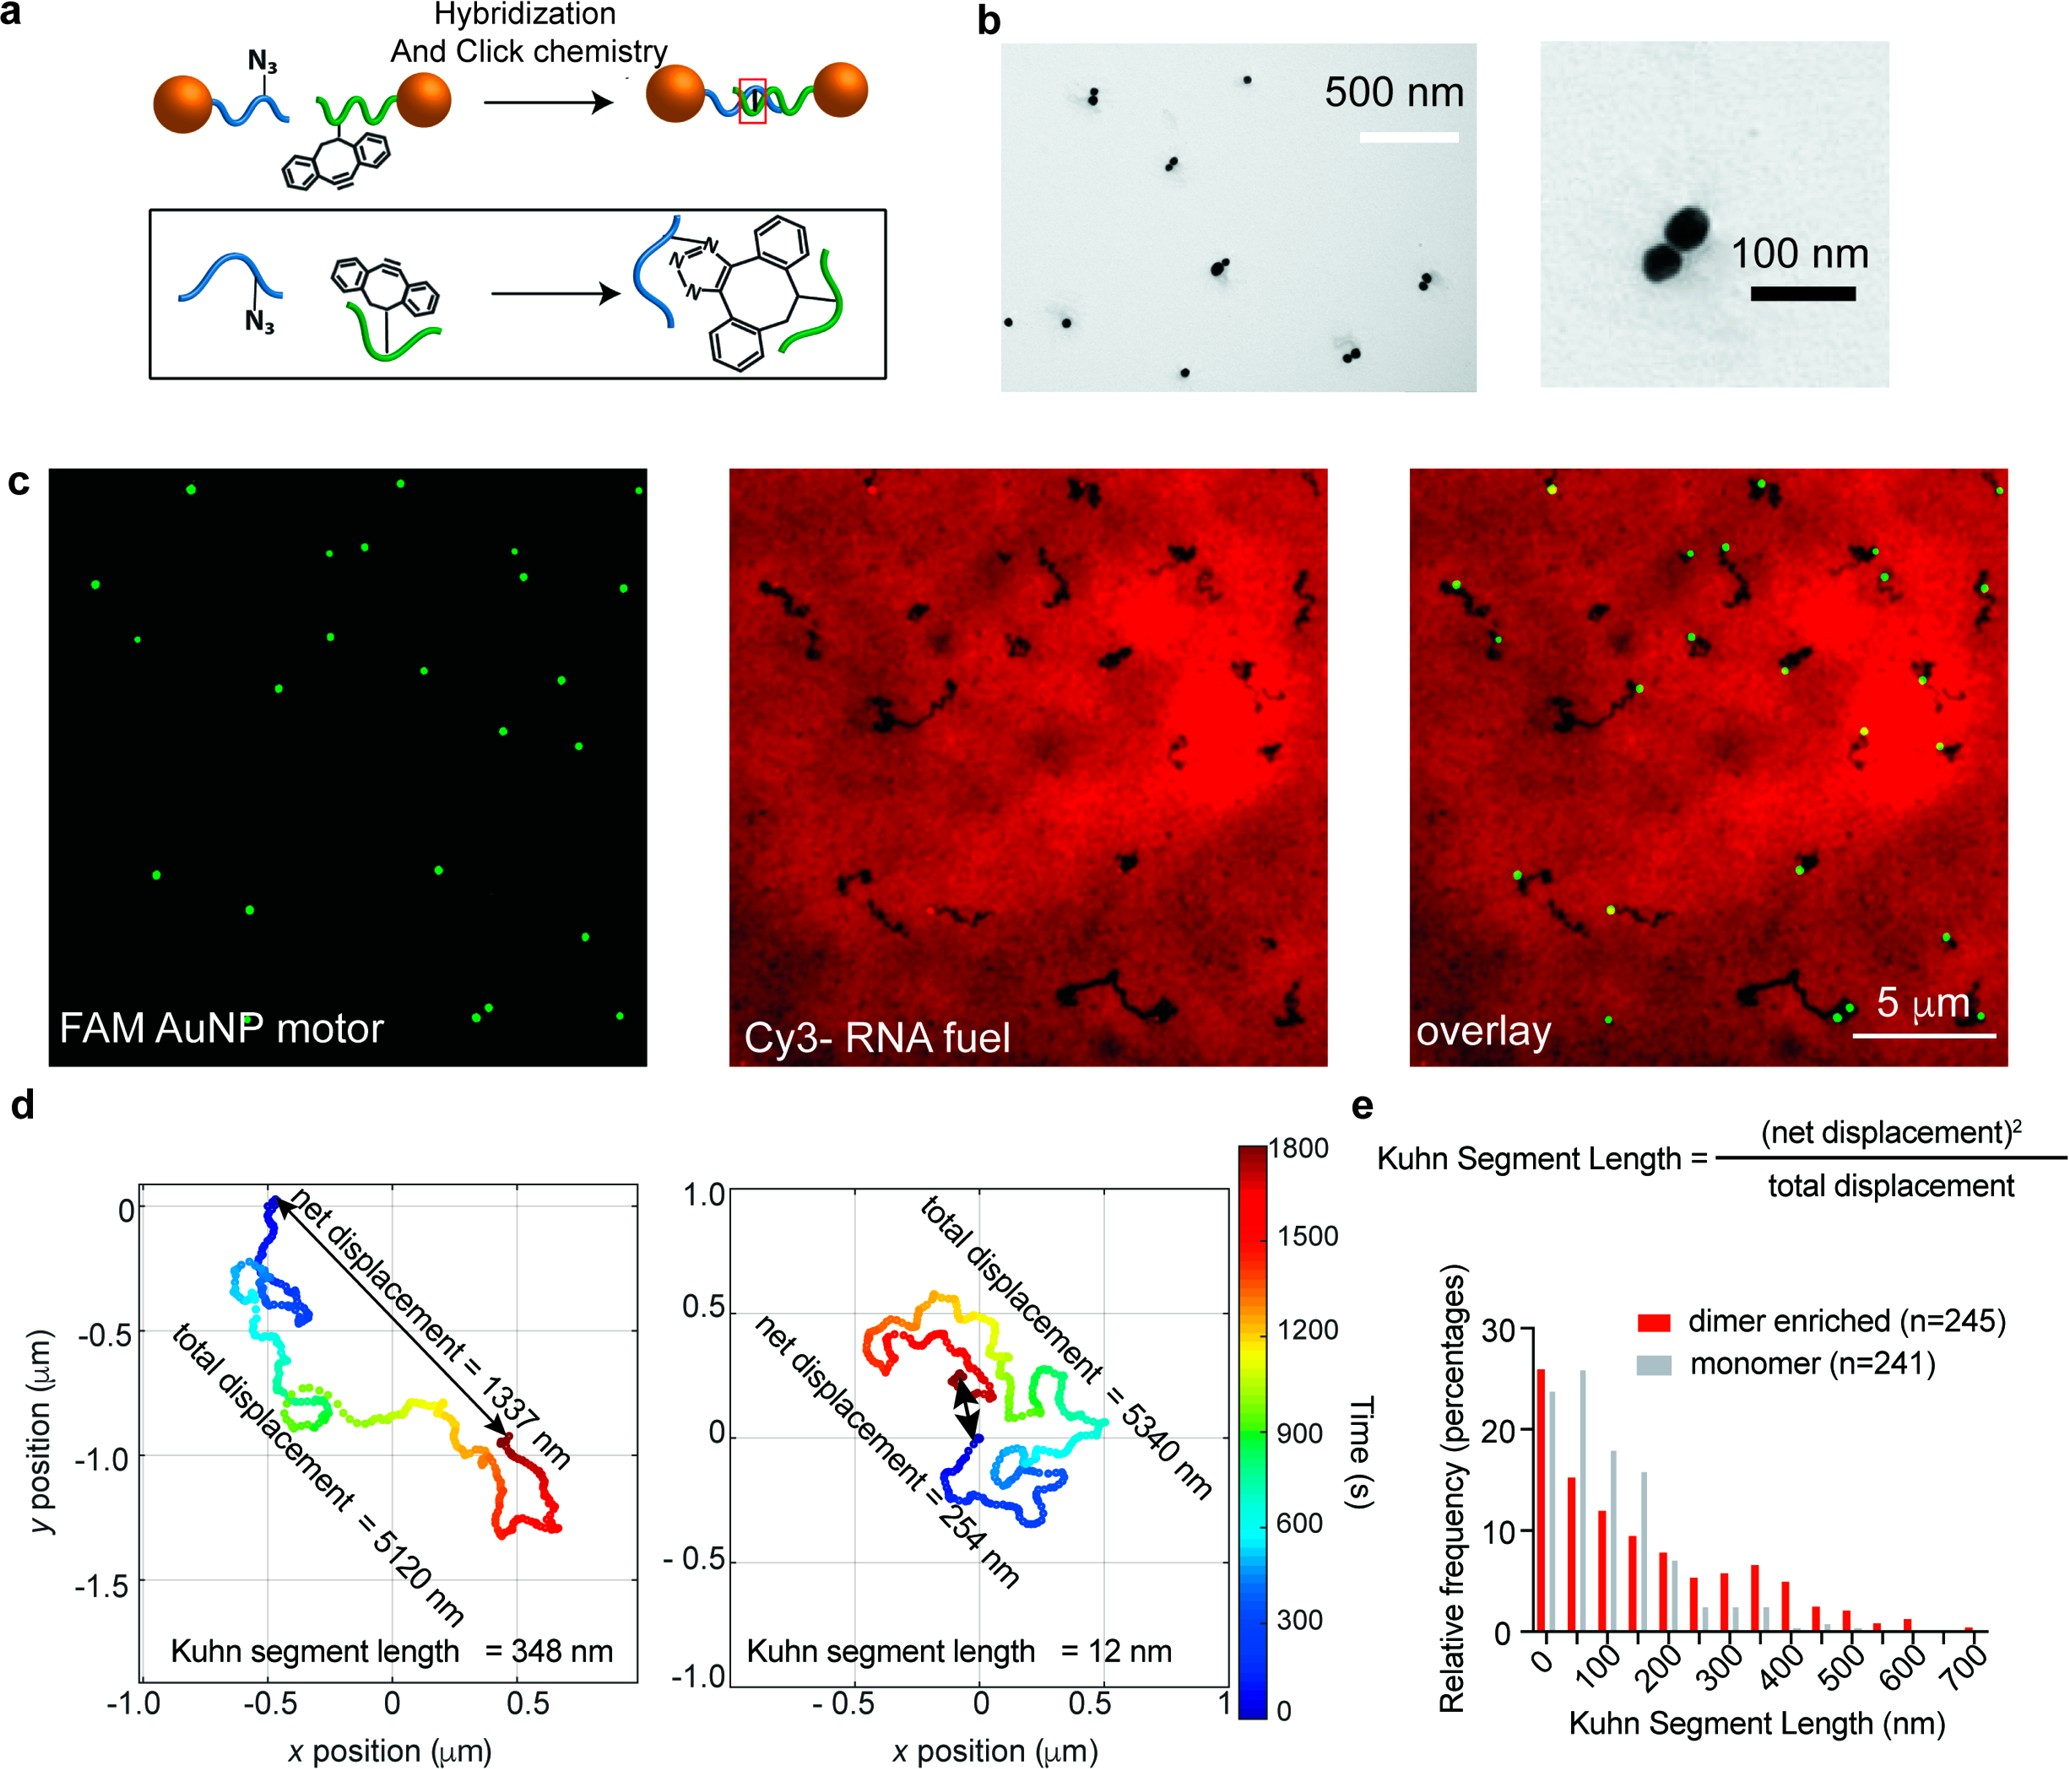 a
Hybridization
And Click chemistry
N3
N3
N
N
N
b
500 nm
100 nm
c
FAM AuNP motor
Cy3- RNA fuel
overlay
5 μm
d
0
-0.5
-1.0
-1.5
-1.0
-0.5
0
0.5
y position (μm)
x position (μm)
net displacement = 1337 nm
total displacement = 5120 nm
Kuhn segment length = 348 nm
1.0
0.5
0
- 0.5
-1.0
- 0.5
0
0.5
1
x position (μm)
total displacement = 5340 nm
net displacement = 254 nm
Kuhn segment length = 12 nm
1800
1500
1200
900
600
300
0
Time (s)
e
Kuhn Segment Length =
(net displacement)²
total displacement
dimer enriched (n=245)
monomer (n=241)
Relative frequency (percentages)
30
20
10
0
0
100
200
300
400
500
600
700
Kuhn Segment Length (nm)